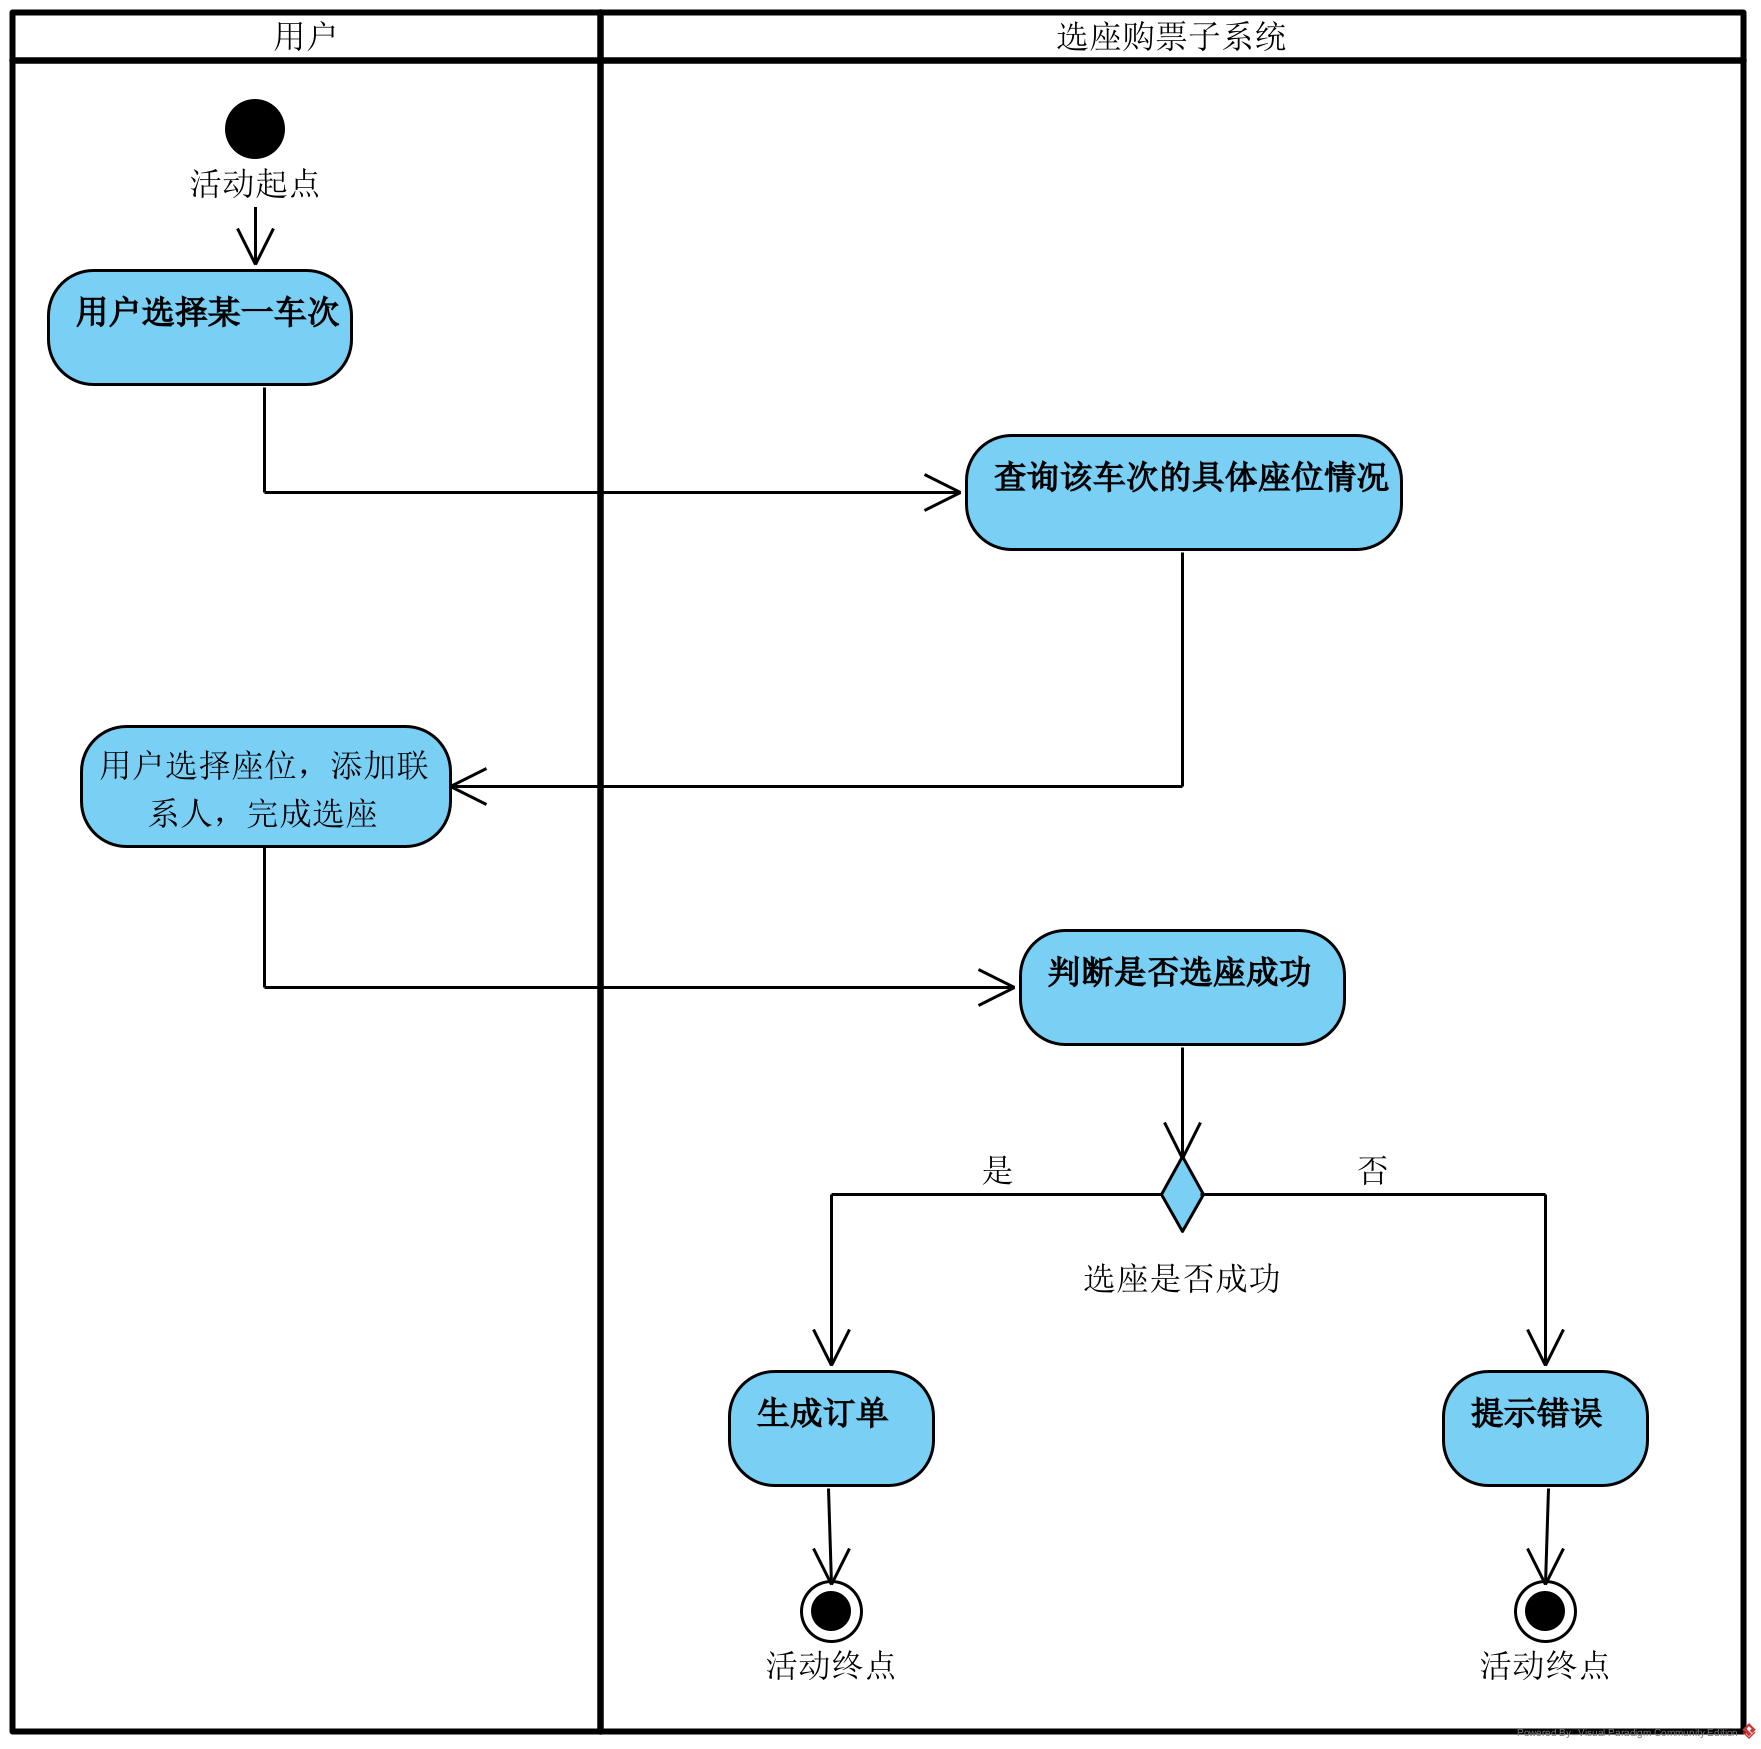 用户
选座购票子系统
活动起点
用户选择某一车次
查询该车次的具体座位情况
用户选择座位，添加联
系人，完成选座
判断是否选座成功
是
否
选座是否成功
生成订单
提示错误
活动终点
活动终点
Powered By Visual Paradigm Community Edition